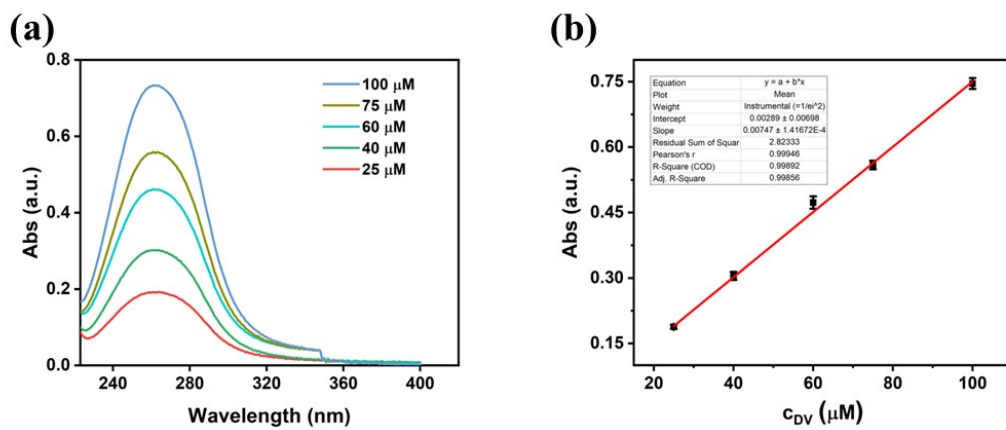 (a)
0.8
0.6
0.4
0.2
0.0
Abs (a.u.)
100 μM
75 μM
60 μM
40 μM
25 μM
240 280 320 360 400
Wavelength (nm)
(b)
0.75
0.60
0.45
0.30
0.15
Abs (a.u.)
Equation y = a + b*x
Plot Mean
Weight Instrumental (=1/ei^2)
Intercept 0.00289 ± 0.00698
Slope 0.00747 ± 1.41672E-4
Residual Sum of Squar 2.82333
Pearson's r 0.99946
R-Square (COD) 0.99892
Adj. R-Square 0.99856
20 40 60 80 100
cDV (μM)